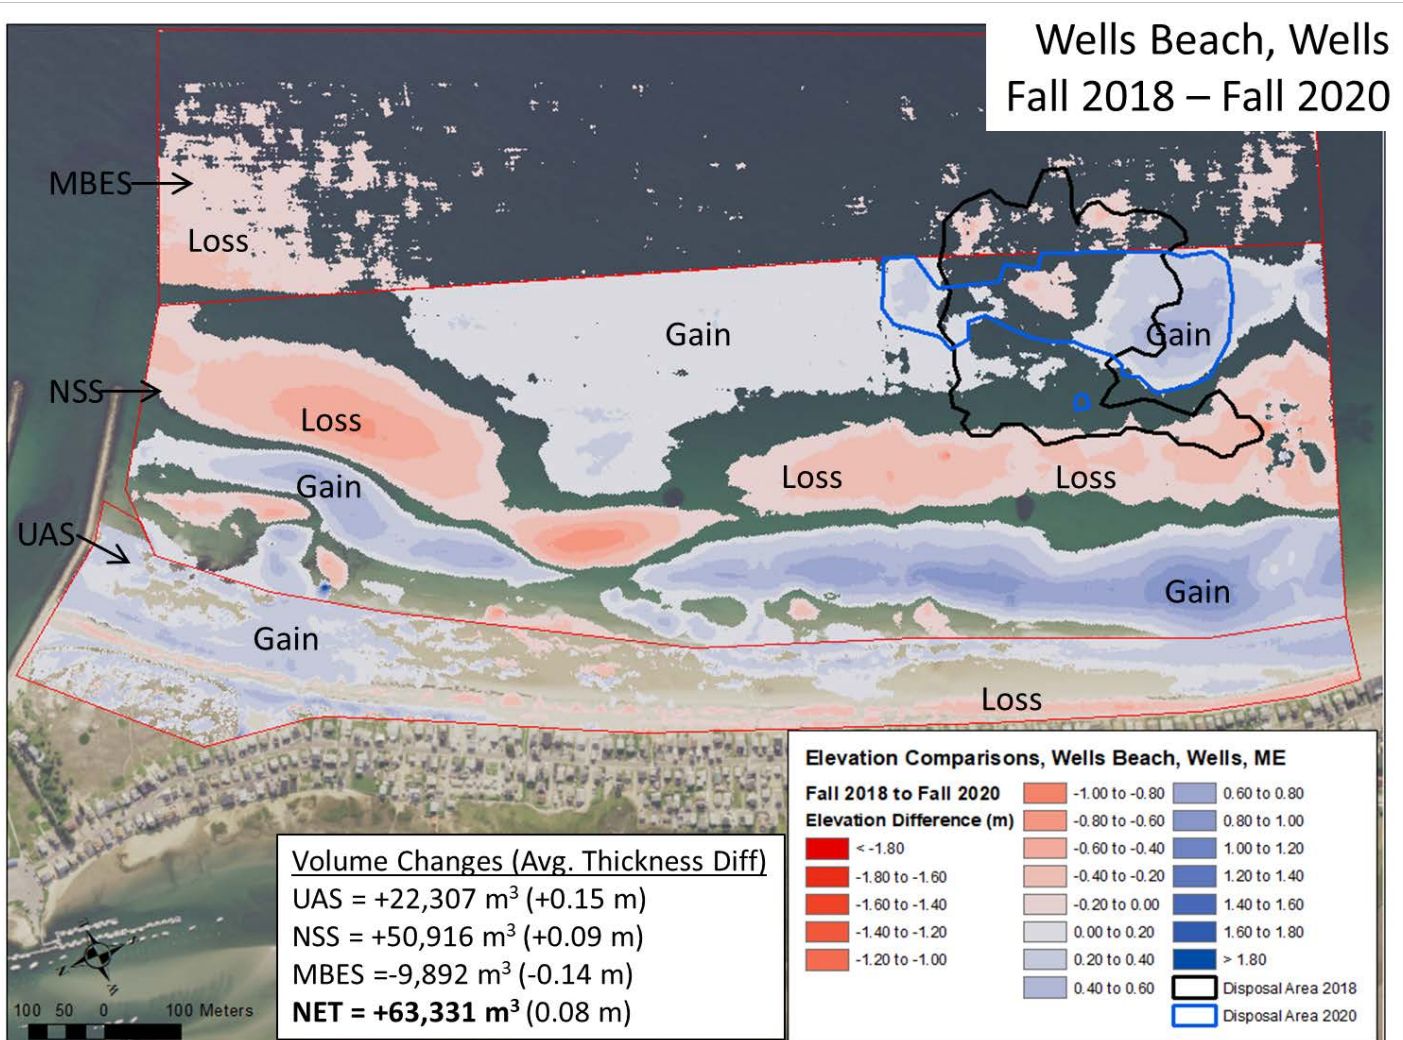 Wells Beach, Wells
Fall 2018 – Fall 2020
MBES
Loss
Gain
Gain
NSS
Loss
Loss
Loss
Gain
UAS
Gain
Gain
Loss
Elevation Comparisons, Wells Beach, Wells, ME
Fall 2018 to Fall 2020
Elevation Difference (m)
< -1.80
-1.80 to -1.60
-1.60 to -1.40
-1.40 to -1.20
-1.20 to -1.00
-1.00 to -0.80
-0.80 to -0.60
-0.60 to -0.40
-0.40 to -0.20
-0.20 to 0.00
0.00 to 0.20
0.20 to 0.40
0.40 to 0.60
0.60 to 0.80
0.80 to 1.00
1.00 to 1.20
1.20 to 1.40
1.40 to 1.60
1.60 to 1.80
> 1.80
Disposal Area 2018
Disposal Area 2020
Volume Changes (Avg. Thickness Diff)
UAS = +22,307 m³ (+0.15 m)
NSS = +50,916 m³ (+0.09 m)
MBES =-9,892 m³ (-0.14 m)
NET = +63,331 m³ (0.08 m)
100 50 0 100 Meters